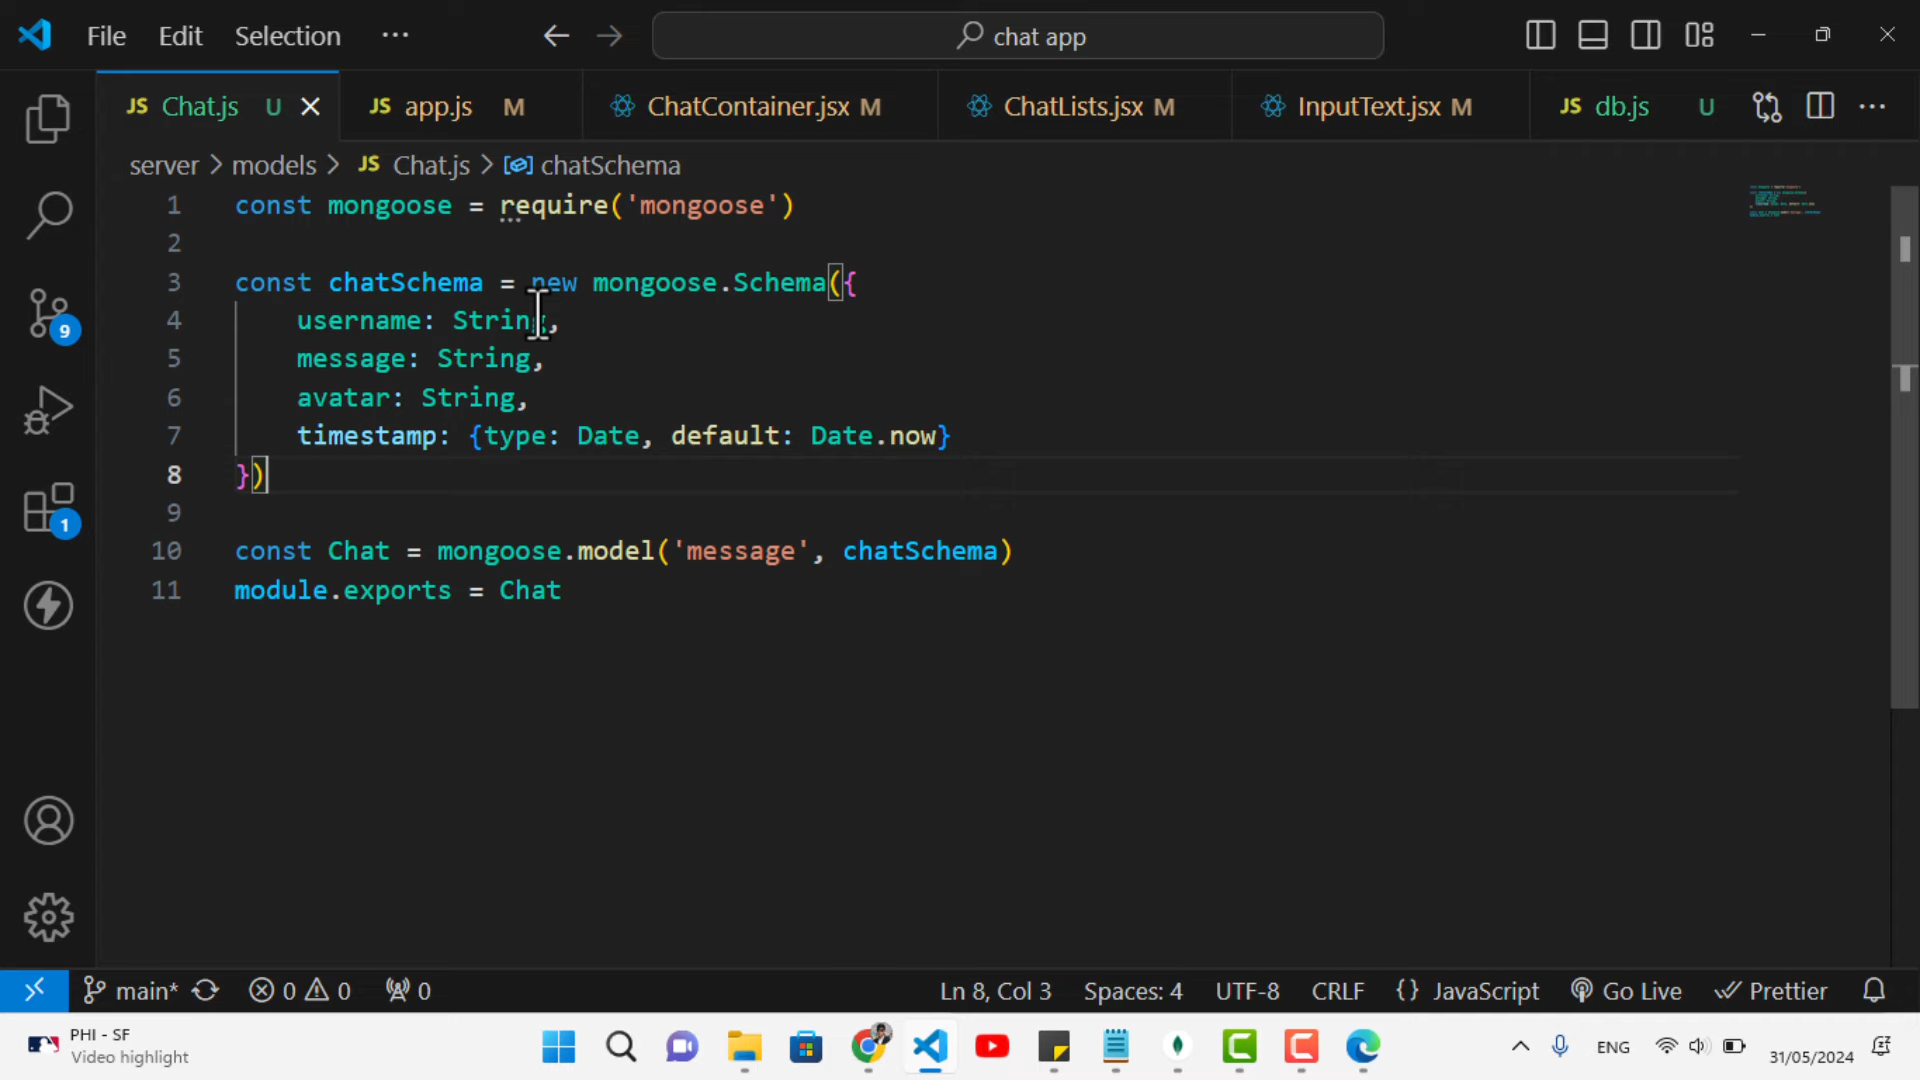 File Edit Selection ··· chat app
JS Chat.js U JS app.js M ChatContainer.jsx M ChatLists.jsx M InputText.jsx M JS db.js U ···
server > models > JS Chat.js > chatSchema
1 const mongoose = require('mongoose')
2
3 const chatSchema = new mongoose.Schema({
4 username: String,
5 message: String,
6 avatar: String,
7 timestamp: {type: Date, default: Date.now}
8 })
9
10 const Chat = mongoose.model('message', chatSchema)
11 module.exports = Chat
9
1
main* 0 0 0 Ln 8, Col 3 Spaces: 4 UTF-8 CRLF {} JavaScript Go Live Prettier
PHI - SF
Video highlight
ENG
31/05/2024